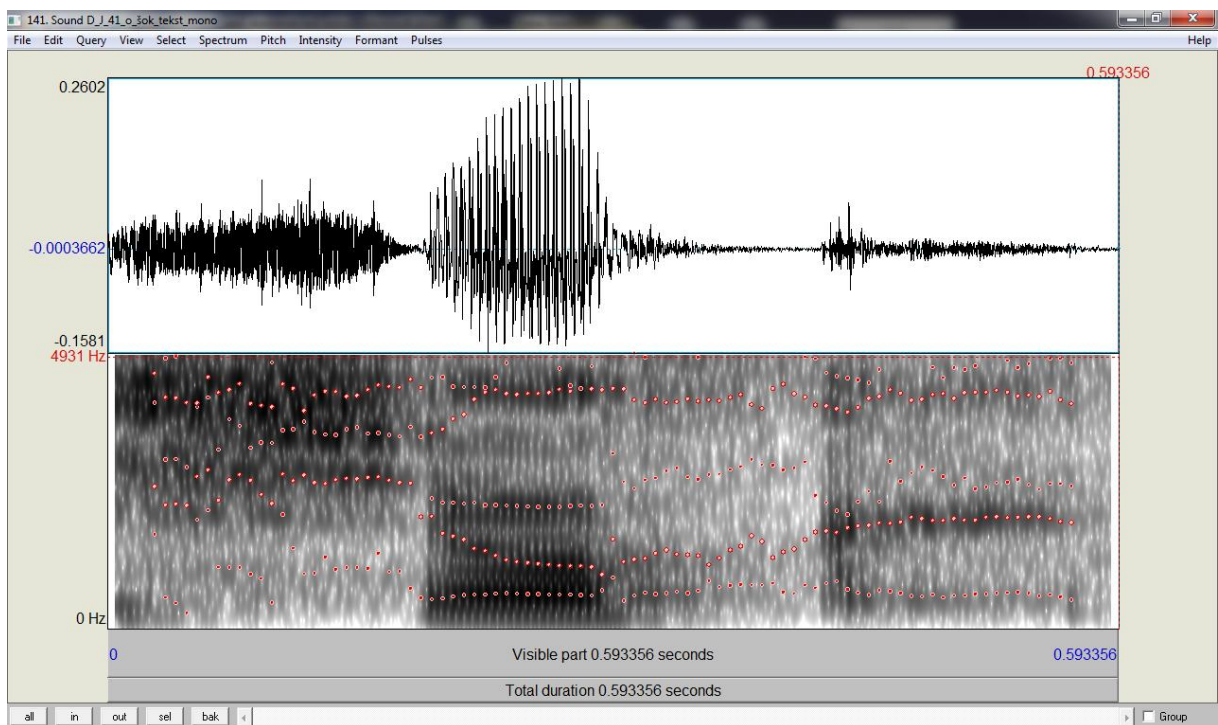 141. Sound D_J_41_o_šok_tekst_mono
File Edit Query View Select Spectrum Pitch Intensity Formant Pulses Help
0.593356
0.2602
-0.0003662
-0.1581
4931 Hz
0 Hz
0 Visible part 0.593356 seconds 0.593356
Total duration 0.593356 seconds
all in out sel bak Group